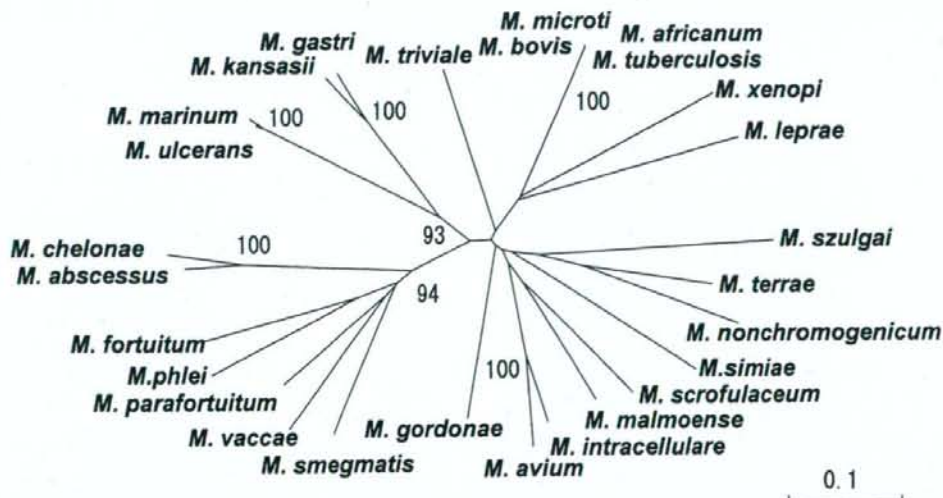 M. microti
M. gastri
M. africanum
M. triviale
M. bovis
M. kansasii
M. tuberculosis
100
M. xenopi
100
M. marinum
100
M. leprae
M. ulcerans
93
M. szulgai
M. chelonae
100
M. abscessus
M. terrae
94
M. nonchromogenicum
M. fortuitum
M.simiae
100
M.phlei
M. scrofulaceum
M. parafortuitum
M. malmoense
M. gordonae
M. vaccae
M. intracellulare
M. smegmatis
M. avium
0.1